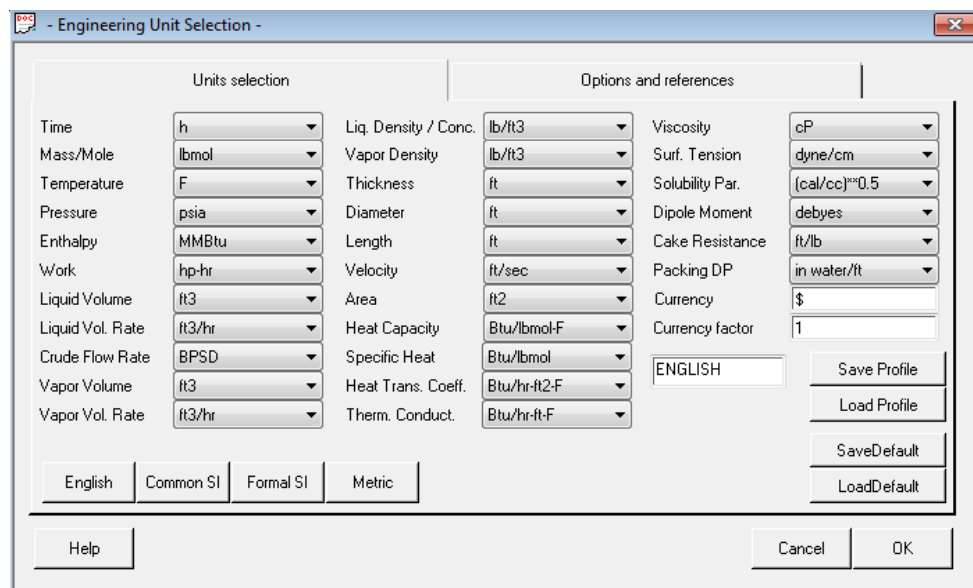 DOC
- Engineering Unit Selection -
Units selection
Options and references
Time h Liq. Density / Conc. lb/ft3 Viscosity cP
Mass/Mole lbmol Vapor Density lb/ft3 Surf. Tension dyne/cm
Temperature F Thickness ft Solubility Par. (cal/cc)**0.5
Pressure psia Diameter ft Dipole Moment debyes
Enthalpy MMBtu Length ft Cake Resistance ft/lb
Work hp-hr Velocity ft/sec Packing DP in water/ft
Liquid Volume ft3 Area ft2 Currency $
Liquid Vol. Rate ft3/hr Heat Capacity Btu/lbmol-F Currency factor 1
Crude Flow Rate BPSD Specific Heat Btu/lbmol ENGLISH Save Profile
Vapor Volume ft3 Heat Trans. Coeff. Btu/hr-ft2-F Load Profile
Vapor Vol. Rate ft3/hr Therm. Conduct. Btu/hr-ft-F
SaveDefault
English Common SI Formal SI Metric LoadDefault
Help Cancel OK